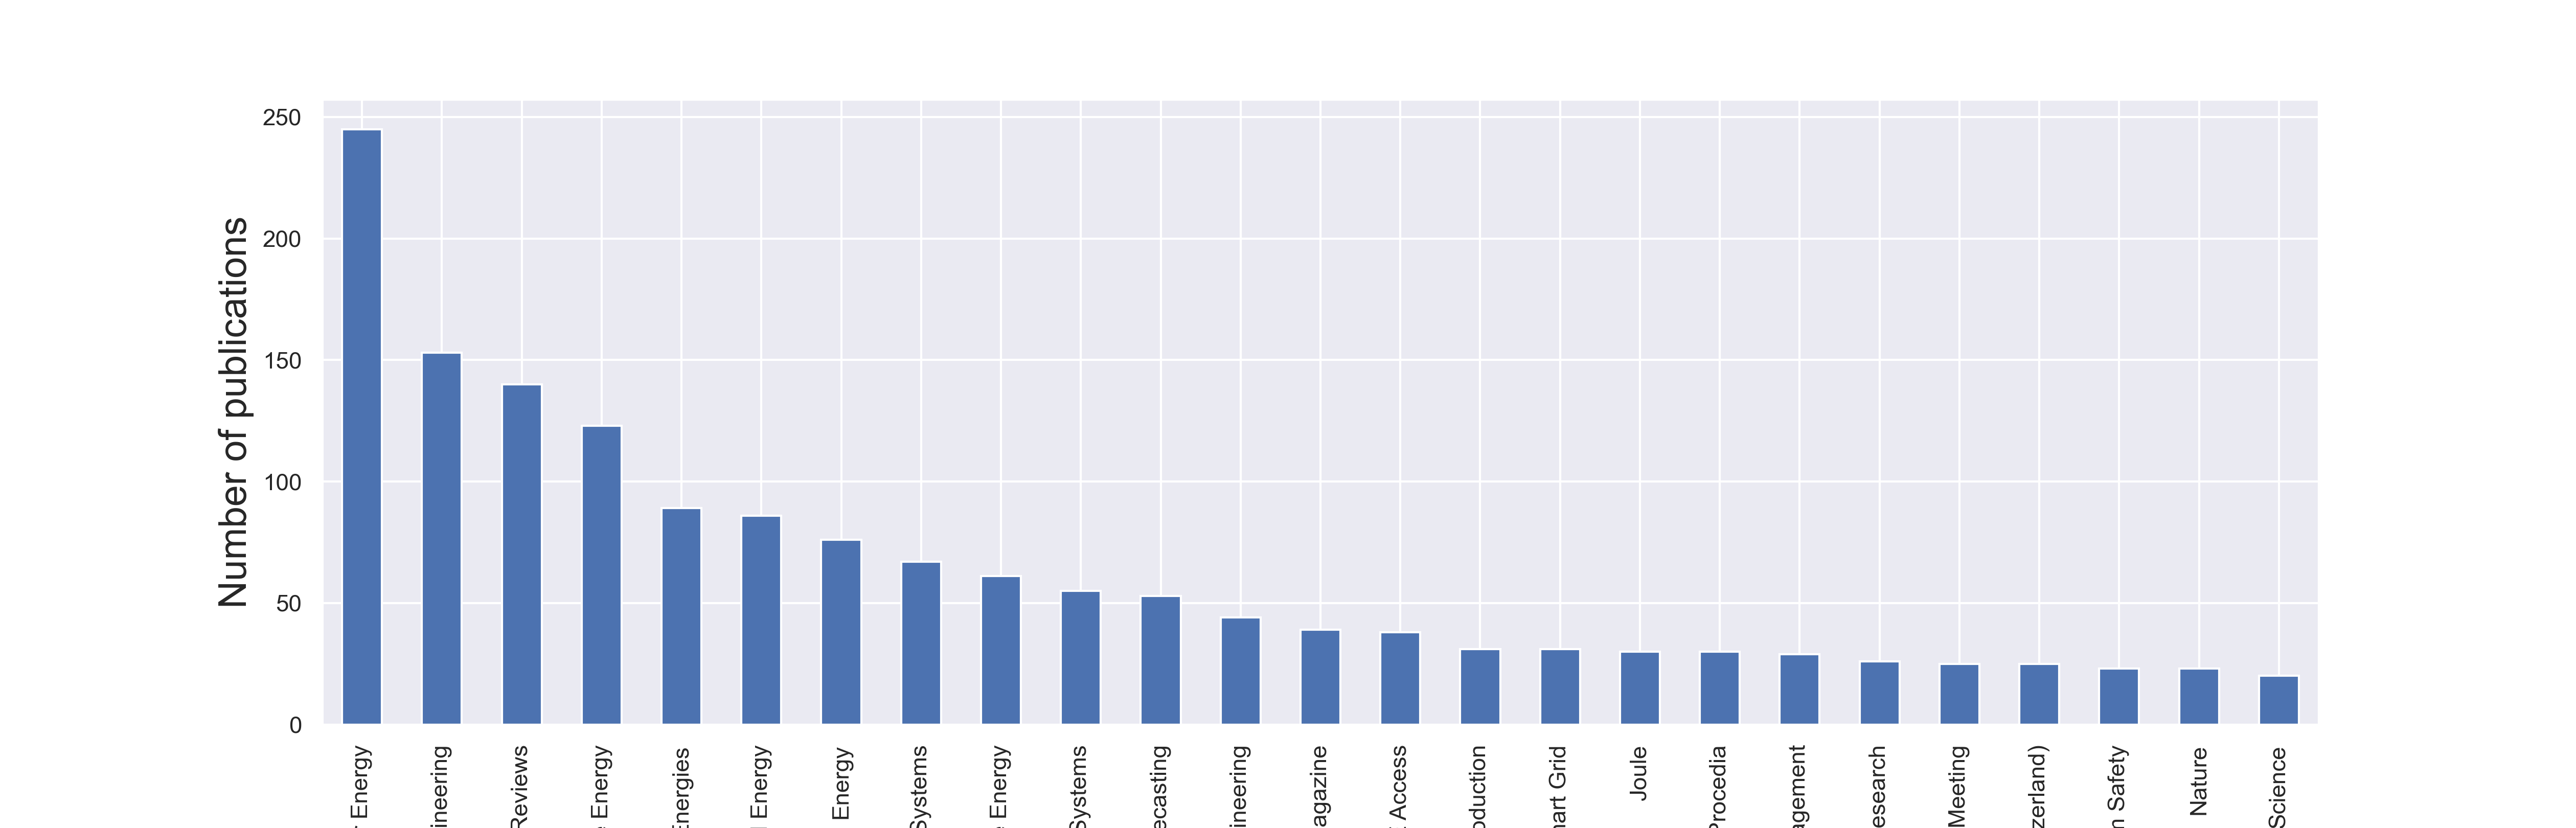 Number of publications
250
200
150
100
50
0
Energy
ineering
Reviews
Energy
Energies
Energy
Energy
Systems
Energy
Systems
ecasting
ineering
agazine
Access
oduction
nart Grid
Joule
Procedia
agement
esearch
Meeting
zerland)
n Safety
Nature
Science